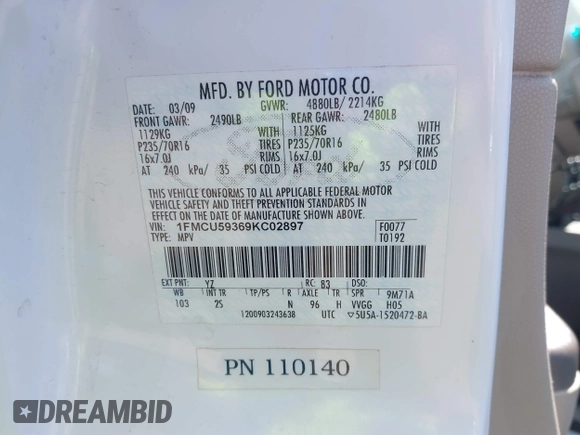 MFD. BY FORD MOTOR CO.
DATE: 03/09 GVWR: 4880LB/ 2214KG
FRONT GAWR: 2490LB REAR GAWR: 2480LB
1129KG WITH 1125KG WITH
P235/70R16 TIRES P235/70R16 TIRES
16x7.0J RIMS 16x7.0J RIMS
AT 240 kPa/ 35 PSI COLD AT 240 kPa/ 35 PSI COLD
THIS VEHICLE CONFORMS TO ALL APPLICABLE FEDERAL MOTOR
VEHICLE SAFETY AND THEFT PREVENTION STANDARDS IN
EFFECT ON THE DATE OF MANUFACTURE SHOWN ABOVE.
VIN: 1FMCU59369KC02897 F0077
TYPE: MPV T0192
EXT PNT: YZ RC: B3 DSO:
WB INT TR TP/PS R AXLE TR SPR 9M71A
103 2S N 96 H VVGG H05
1200903243638 UTC ▽5U5A-1520472-BA
PN 110140
DREAMBID